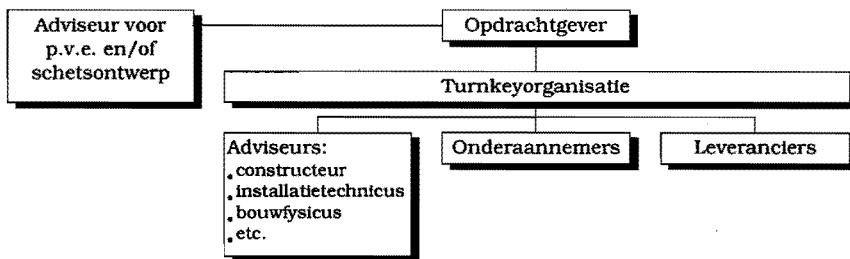 Adviseur voor
p.v.e. en/of
schetsontwerp
Opdrachtgever
Turnkeyorganisatie
Adviseurs:
. constructeur
. installatietechnicus
. bouwfysicus
. etc.
Onderaannemers
Leveranciers